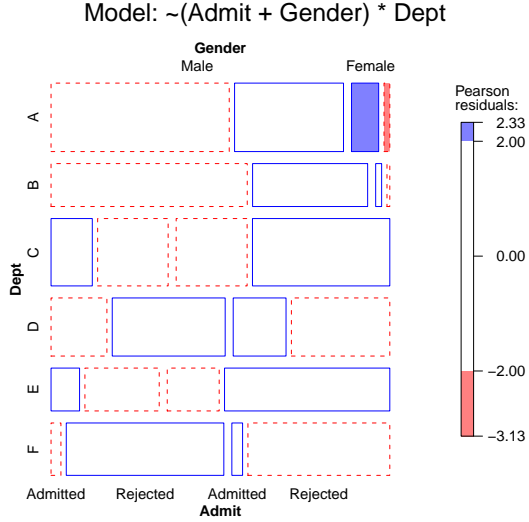 Model: ~(Admit + Gender) * Dept
Gender
Male Female
Pearson
residuals:
A
B
C
D
E
F
Dept
2.33
2.00
0.00
−2.00
−3.13
Admitted Rejected Admitted Rejected
Admit